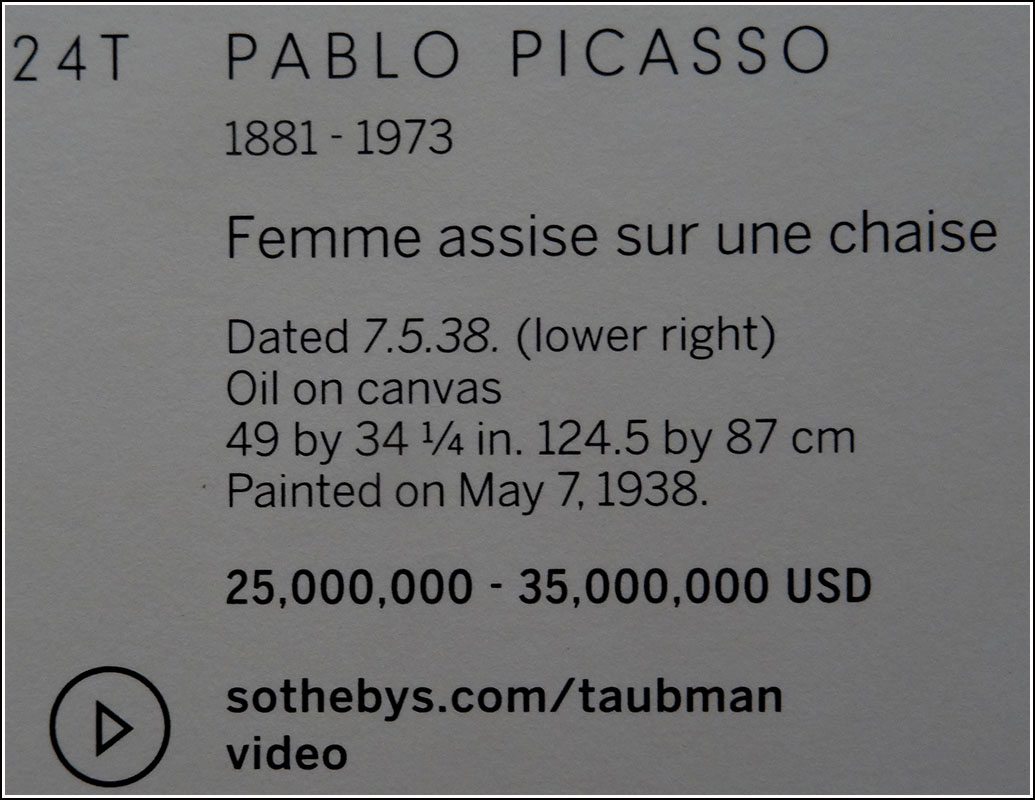 24T PABLO PICASSO
1881 - 1973
Femme assise sur une chaise
Dated 7.5.38. (lower right)
Oil on canvas
49 by 34 ¼ in. 124.5 by 87 cm
Painted on May 7, 1938.
25,000,000 - 35,000,000 USD
sothebys.com/taubman
video